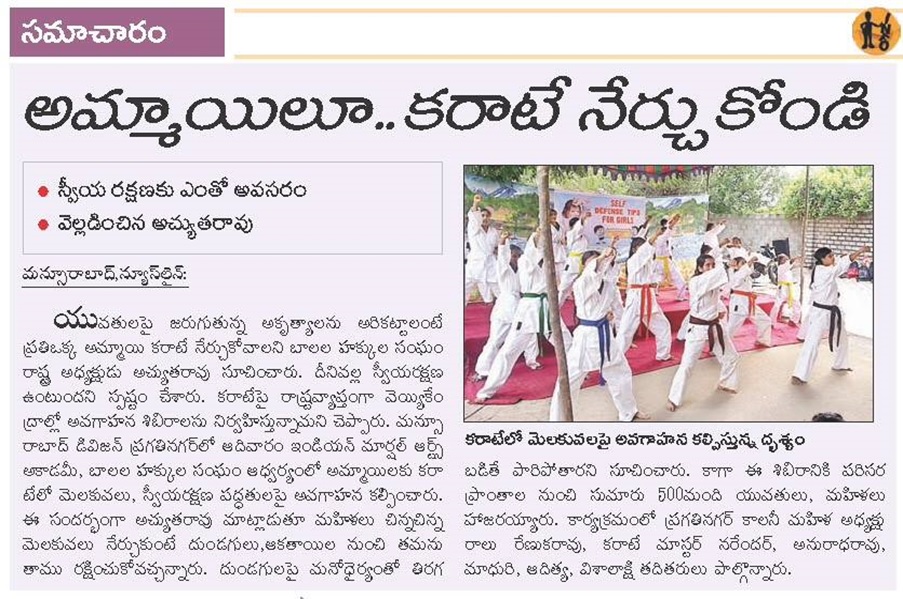 సమాచారం
అమ్మాయిలూ..కరాటే నేర్చుకోండి
● స్వీయ రక్షణకు ఎంతో అవసరం
● వెల్లడించిన అచ్యుతరావు
మన్సూరాబాద్,న్యూస్‌లైన్:
యువతులపై జరుగుతున్న అకృత్యాలను అరికట్టాలంటే
ప్రతిఒక్క అమ్మాయి కరాటే నేర్చుకోవాలని బాలల హక్కుల సంఘం
రాష్ట్ర అధ్యక్షుడు అచ్యుతరావు సూచించారు. దీనివల్ల స్వీయరక్షణ
ఉంటుందని స్పష్టం చేశారు. కరాటేపై రాష్ట్రవ్యాప్తంగా వెయ్యికేం
ద్రాల్లో అవగాహన శిబిరాలను నిర్వహిస్తున్నామని చెప్పారు. మన్సూ
రాబాద్ డివిజన్ ప్రగతినగర్‌లో ఆదివారం ఇండియన్ మార్షల్ ఆర్ట్స్
అకాడమీ, బాలల హక్కుల సంఘం ఆధ్వర్యంలో అమ్మాయిలకు కరా
టేలో మెలకువలు, స్వీయరక్షణ పద్ధతులపై అవగాహన కల్పించారు.
ఈ సందర్భంగా అచ్యుతరావు మాట్లాడుతూ మహిళలు చిన్నచిన్న
మెలకువలు నేర్చుకుంటే దుండగులు,ఆకతాయిల నుంచి తమను
తాము రక్షించుకోవచ్చన్నారు. దుండగులపై మనోధైర్యంతో తిరగ
SELF
DEFENSE TIPS
FOR GIRLS
కరాటేలో మెలకువలపై అవగాహన కల్పిస్తున్న దృశ్యం
బడితే పారిపోతారని సూచించారు. కాగా ఈ శిబిరానికి పరిసర
ప్రాంతాల నుంచి సుమారు 500మంది యువతులు, మహిళలు
హాజరయ్యారు. కార్యక్రమంలో ప్రగతినగర్ కాలనీ మహిళ అధ్యక్షు
రాలు రేణుకరావు, కరాటే మాస్టర్ నరేందర్, అనురాధరావు,
మాధురి, ఆదిత్య, విశాలాక్షి తదితరులు పాల్గొన్నారు.